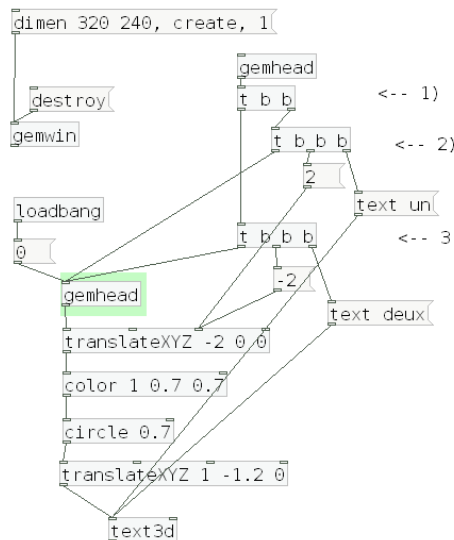 dimen 320 240, create, 1
gemhead
destroy
t b b
<-- 1)
gemwin
t b b b
<-- 2)
2
loadbang
text un
0
t b b b
<-- 3
-2
gemhead
text deux
translateXYZ -2 0 0
color 1 0.7 0.7
circle 0.7
translateXYZ 1 -1.2 0
text3d